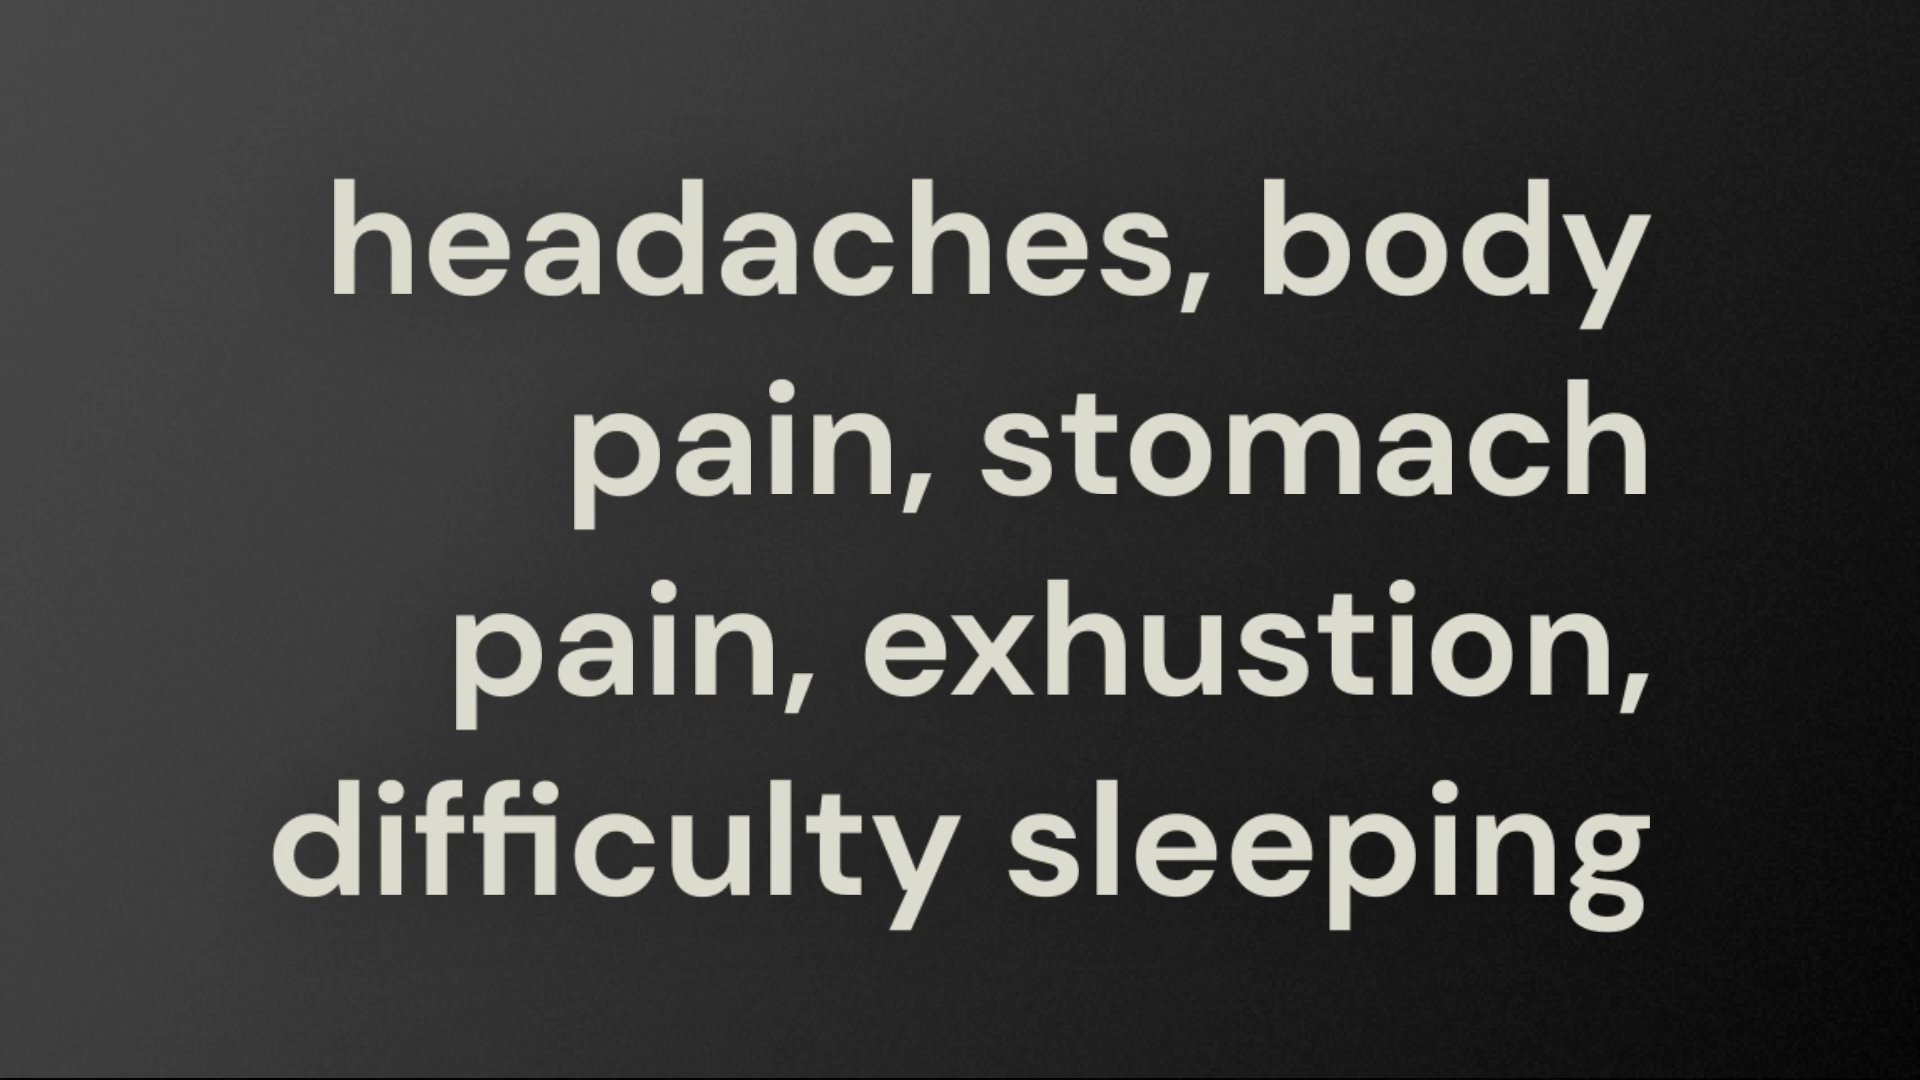 headaches, body
pain, stomach
pain, exhustion,
difficulty sleeping